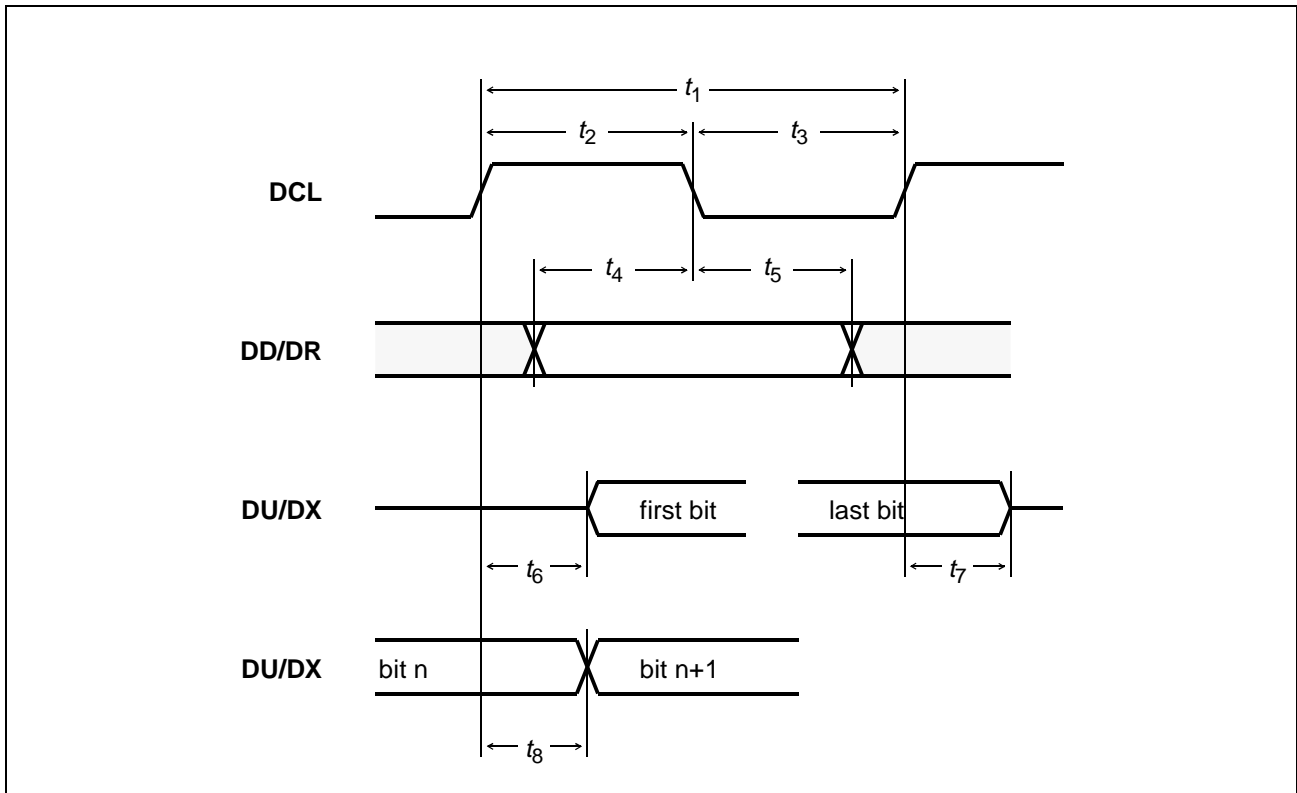 t1
t2 t3
DCL
t4 t5
DD/DR
DU/DX first bit last bit
t6 t7
DU/DX bit n bit n+1
t8